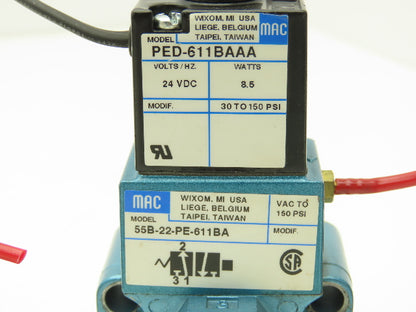 WIXOM, MI USA
LIEGE, BELGIUM
TAIPEI, TAIWAN
MAC
MODEL
PED-611BAAA
VOLTS / HZ.
WATTS
24 VDC
8.5
MODIF.
30 TO 150 PSI
MAC
WIXOM, MI USA
LIEGE, BELGIUM
TAIPEI, TAIWAN
VAC TO
150 PSI
MODEL
55B-22-PE-611BA
MODIF.
2
3 1